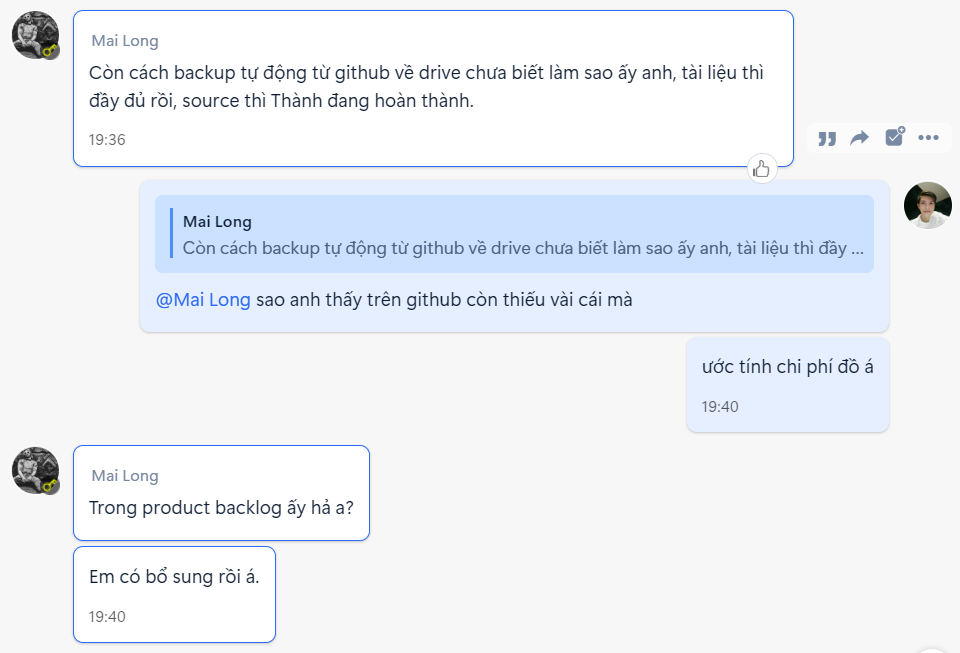 Mai Long
Còn cách backup tự động từ github về drive chưa biết làm sao ấy anh, tài liệu thì
đầy đủ rồi, source thì Thành đang hoàn thành.
19:36
Mai Long
Còn cách backup tự động từ github về drive chưa biết làm sao ấy anh, tài liệu thì đầy ...
@Mai Long sao anh thấy trên github còn thiếu vài cái mà
ước tính chi phí đồ á
19:40
Mai Long
Trong product backlog ấy hả a?
Em có bổ sung rồi á.
19:40